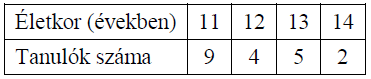 Életkor (években) 11 12 13 14
Tanulók száma 9 4 5 2